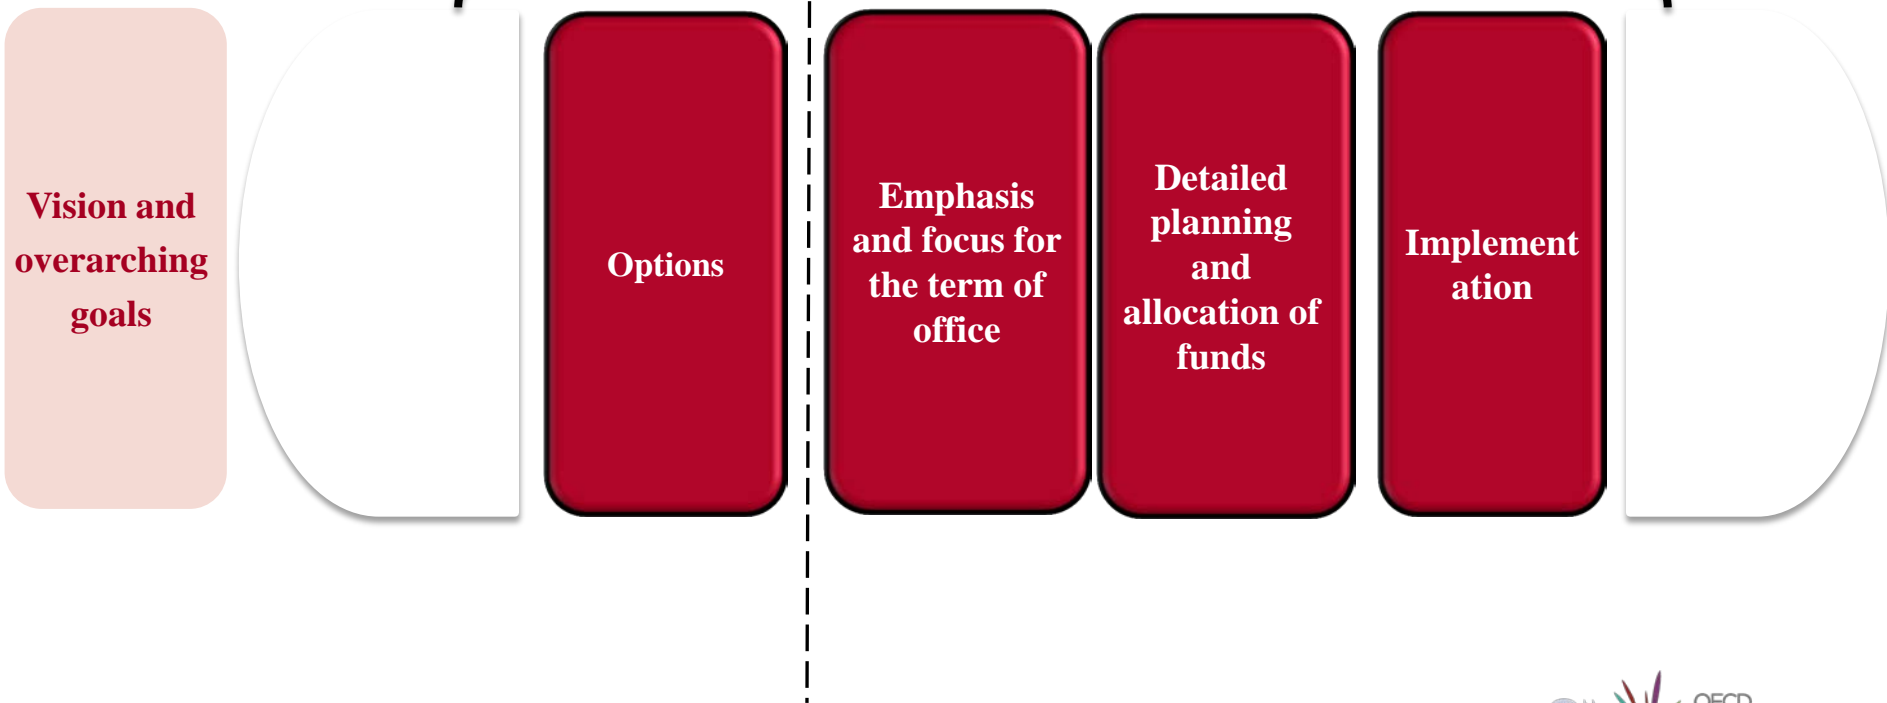 Vision and
overarching
goals
Options
Emphasis
and focus for
the term of
office
Detailed
planning
and
allocation of
funds
Implement
ation
OECD